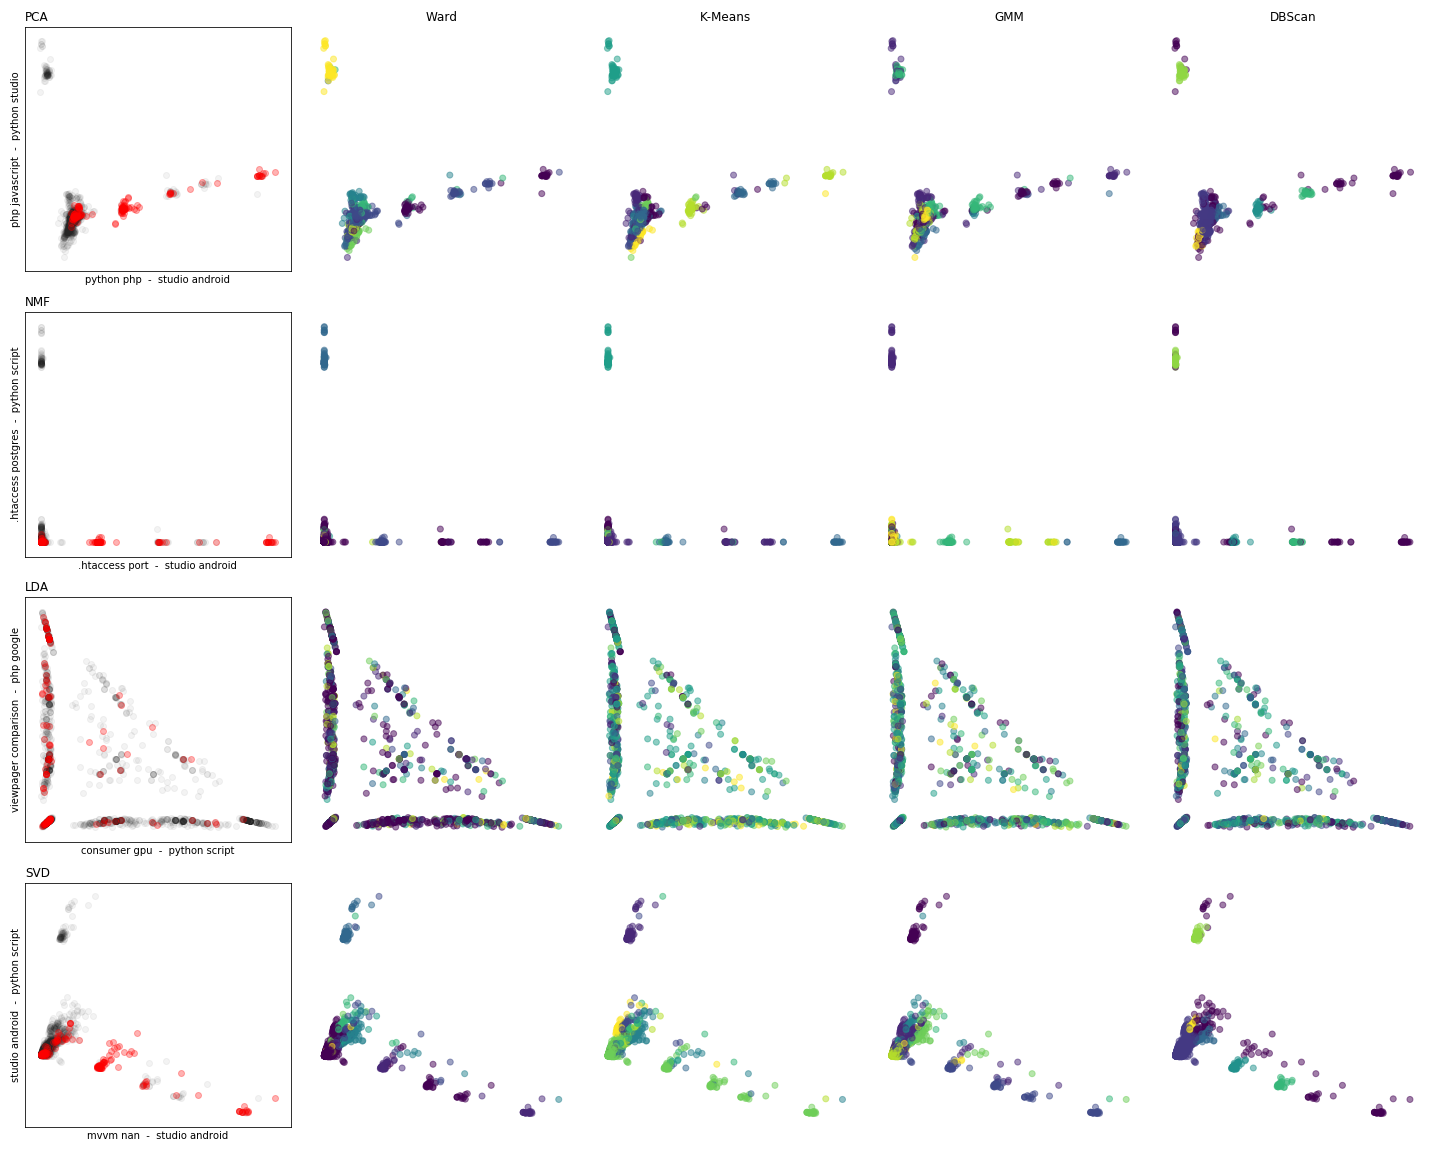 PCA
Ward
K-Means
GMM
DBScan
php javascript - python studio
python php - studio android
NMF
.htaccess postgres - python script
.htaccess port - studio android
LDA
viewpager comparison - php google
consumer gpu - python script
SVD
studio android - python script
mvvm nan - studio android